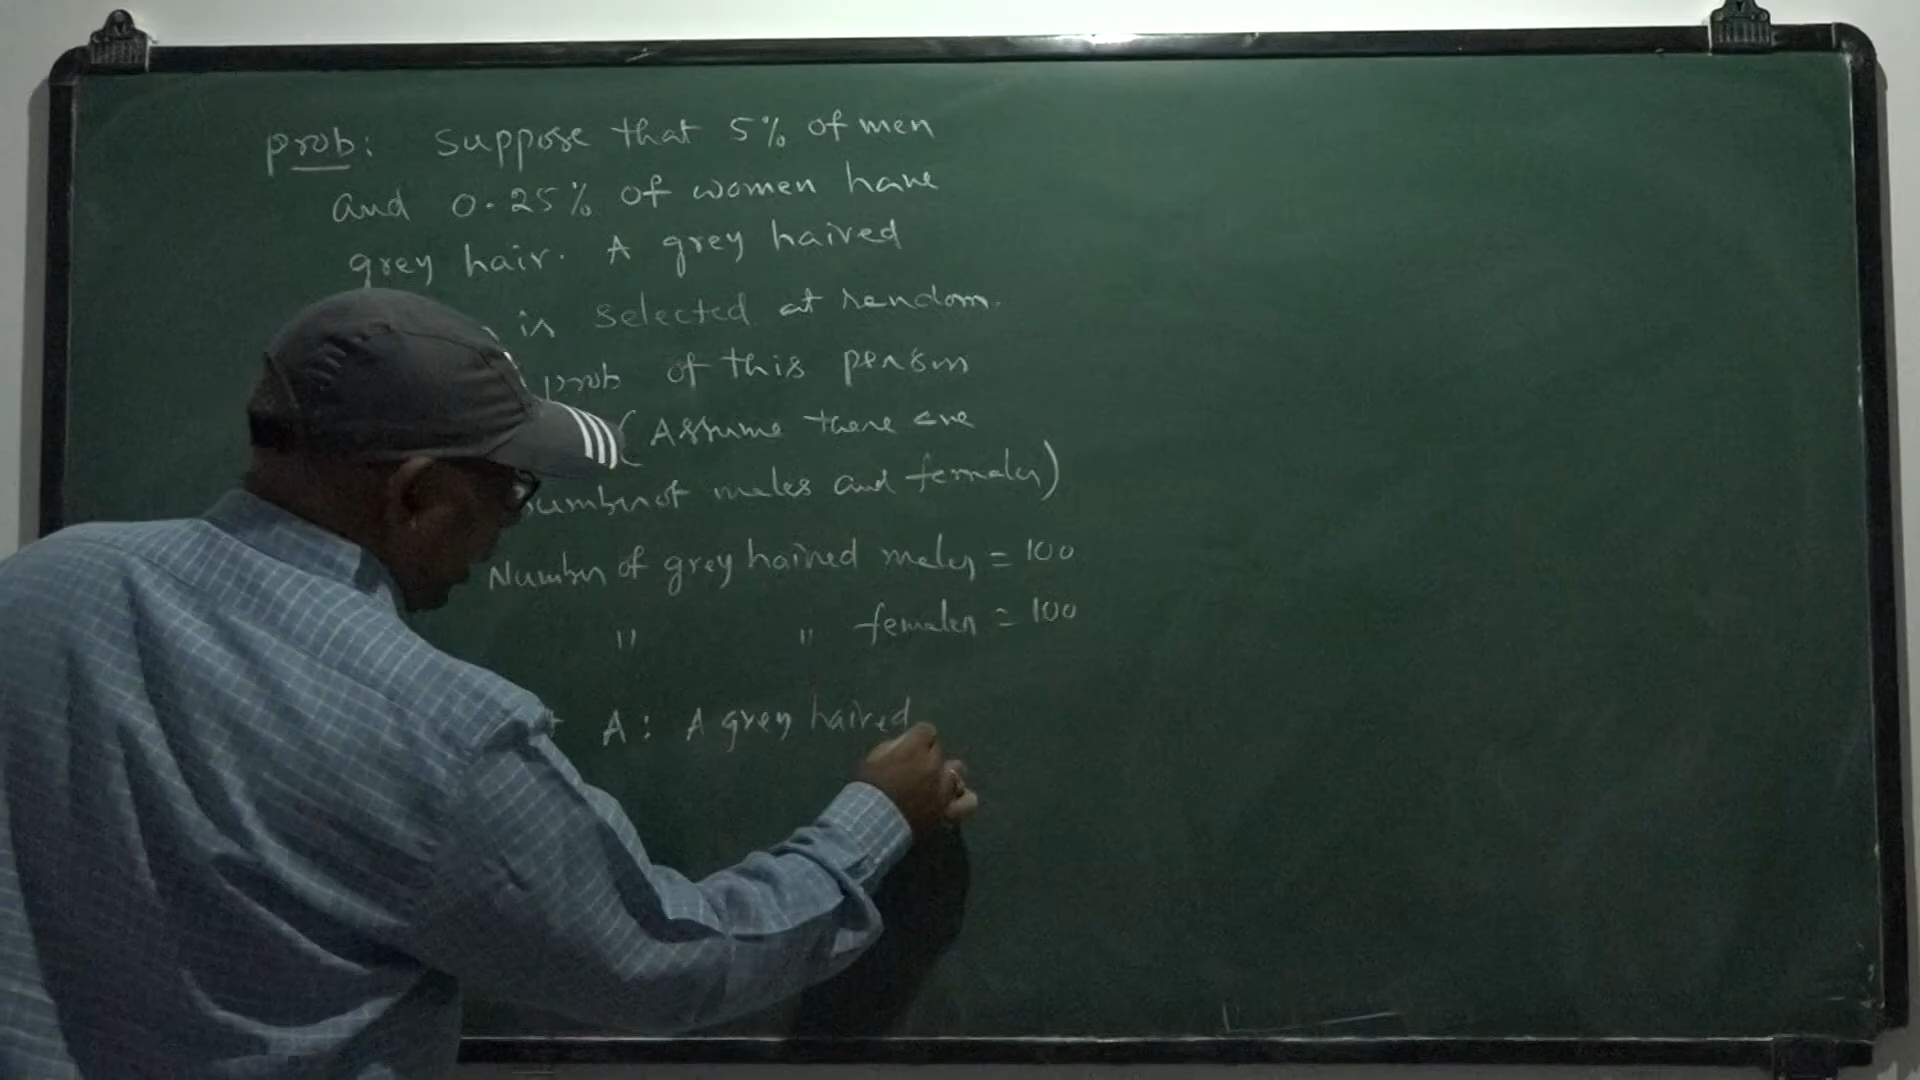 prob: Suppose that 5% of men
and 0.25% of women have
grey hair. A grey haired
is selected at random.
prob of this person
(Assume there are
number of males and females)
Number of grey haired males = 100
" " females = 100
A: A grey haired